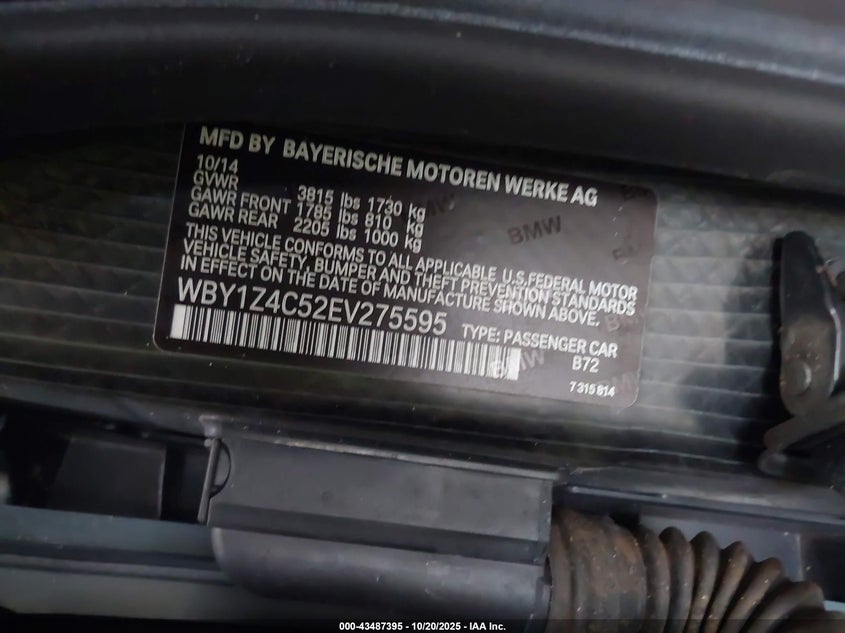 MFD BY BAYERISCHE MOTOREN WERKE AG
10/14
GVWR 3815 lbs 1730 kg
GAWR FRONT 1785 lbs 810 kg
GAWR REAR 2205 lbs 1000 kg
THIS VEHICLE CONFORMS TO ALL APPLICABLE U.S. FEDERAL MOTOR
VEHICLE SAFETY, BUMPER AND THEFT PREVENTION STANDARDS
IN EFFECT ON THE DATE OF MANUFACTURE SHOWN ABOVE.
WBY1Z4C52EV275595
TYPE: PASSENGER CAR
B72
7 315 814
BMW
BMW
BMW
000-43487395 - 10/20/2025 - IAA Inc.